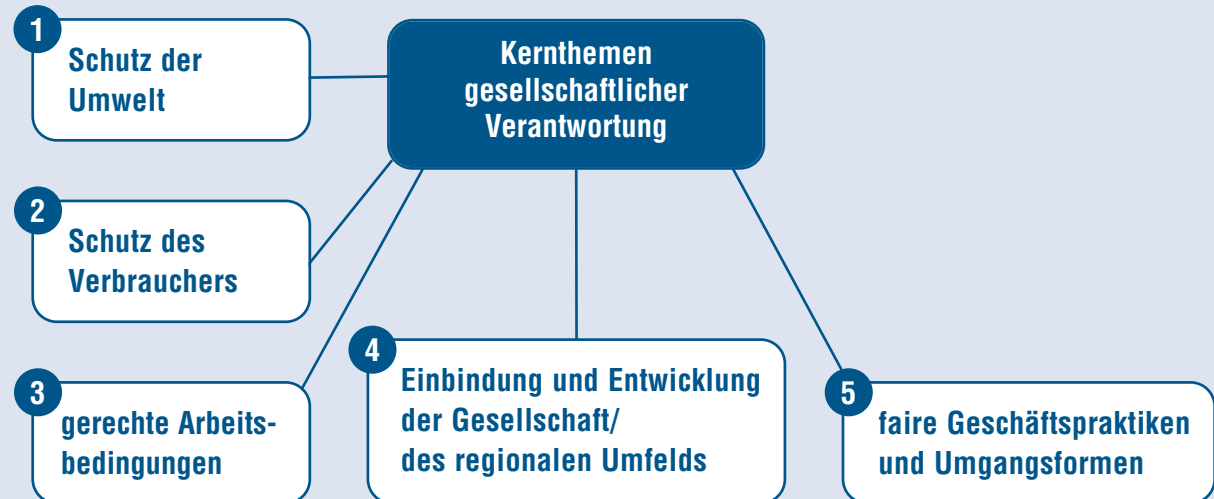 Kernthemen
gesellschaftlicher
Verantwortung
1
Schutz der
Umwelt
2
Schutz des
Verbrauchers
3
gerechte Arbeits-
bedingungen
4
Einbindung und Entwicklung
der Gesellschaft/
des regionalen Umfelds
5
faire Geschäftspraktiken
und Umgangsformen